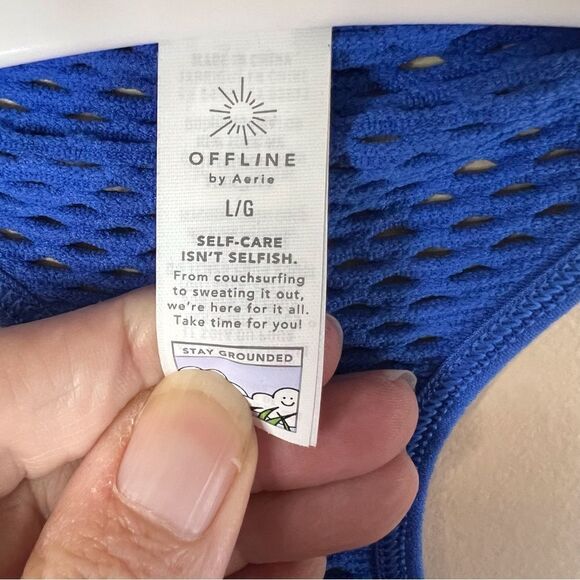 OFFLINE
by Aerie
L/G
SELF-CARE
ISN'T SELFISH.
From couchsurfing
to sweating it out,
we're here for it all.
Take time for you!
STAY GROUNDED